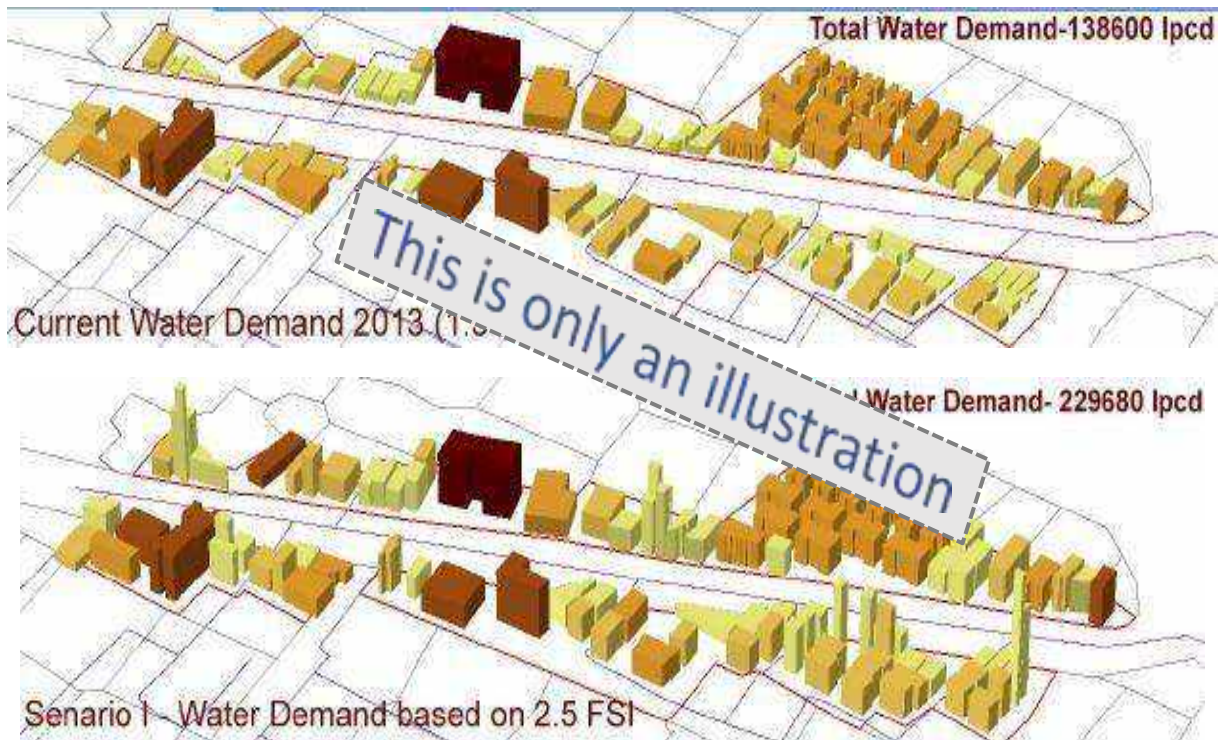 Total Water Demand-138600 lpcd
Current Water Demand 2013 (1.
This is only an illustration
Water Demand- 229680 lpcd
Senario I - Water Demand based on 2.5 FSI